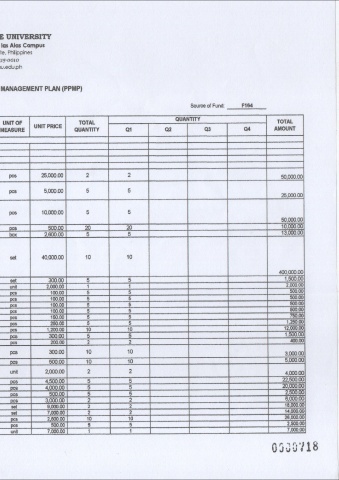 E UNIVERSITY
las Alas Campus
Philippines
u.edu.ph
MANAGEMENT PLAN (PPMP)
Source of Fund: F164
UNIT OF MEASURE UNIT PRICE TOTAL QUANTITY QUANTITY TOTAL AMOUNT
Q1 Q2 Q3 Q4
pcs 25,000.00 2 2 50,000.00
pcs 5,000.00 5 5 25,000.00
pcs 10,000.00 5 5 50,000.00
pcs 500.00 20 20 10,000.00
box 2,600.00 5 5 13,000.00
set 40,000.00 10 10 400,000.00
set 300.00 5 5 1,500.00
unit 2,000.00 1 1 2,000.00
pcs 100.00 5 5 500.00
pcs 100.00 5 5 500.00
pcs 100.00 5 5 500.00
pcs 100.00 5 5 500.00
pcs 150.00 5 5 750.00
pcs 250.00 5 5 1,250.00
pcs 1,200.00 10 10 12,000.00
pcs 300.00 5 5 1,500.00
pcs 200.00 2 2 400.00
pcs 300.00 10 10 3,000.00
pcs 500.00 10 10 5,000.00
unit 2,000.00 2 2 4,000.00
pcs 4,500.00 5 5 22,500.00
pcs 4,000.00 5 5 20,000.00
pcs 500.00 5 5 2,500.00
pcs 3,000.00 2 2 6,000.00
set 9,000.00 2 2 18,000.00
set 7,000.00 2 2 14,000.00
pcs 10 10
pcs 500.00 5 5 2,500.00
unit 7,000.00 1 1 7,000.00
0000718